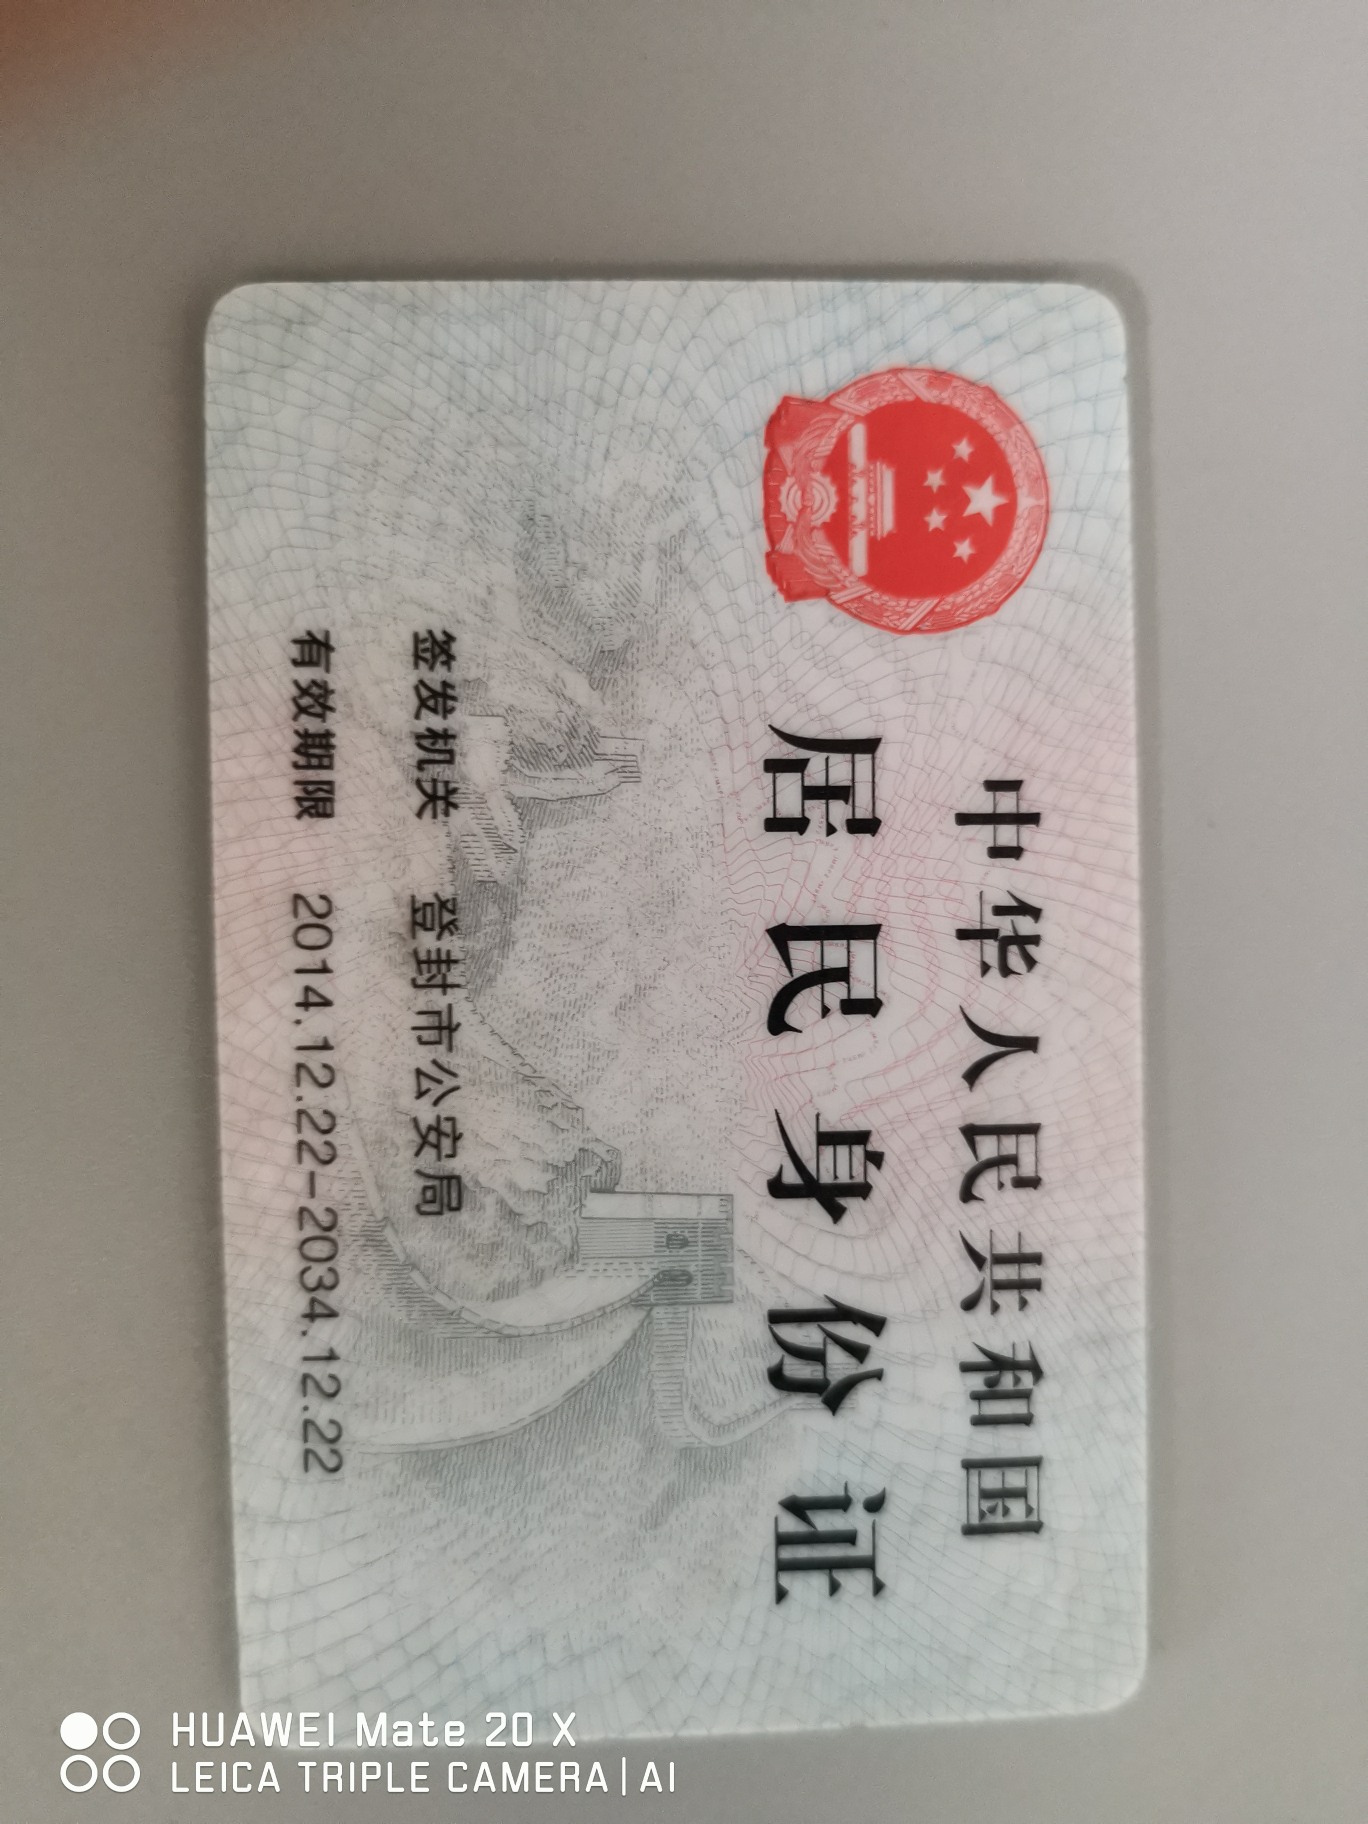 中华人民共和国
居民身份证
签发机关 登封市公安局
有效期限 2014.12.22-2034.12.22
HUAWEI Mate 20 X
LEICA TRIPLE CAMERA | AI